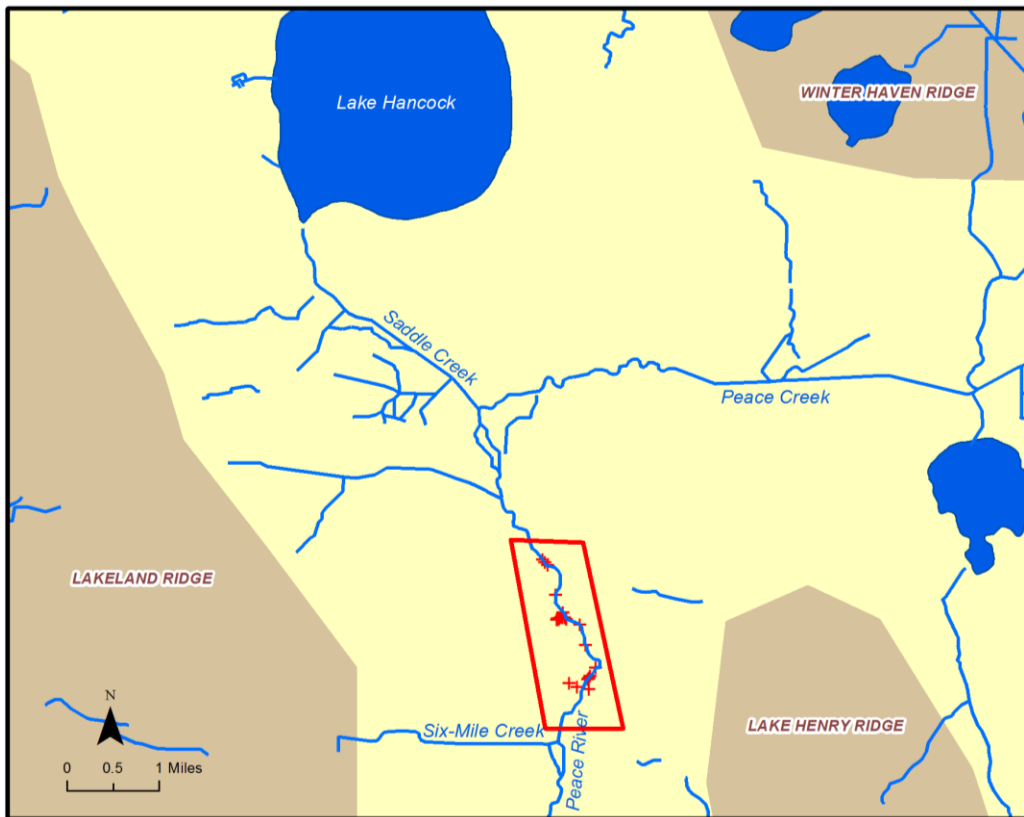 Lake Hancock
WINTER HAVEN RIDGE
Saddle Creek
Peace Creek
LAKELAND RIDGE
LAKE HENRY RIDGE
Six-Mile Creek
Peace River
N
0 0.5 1 Miles